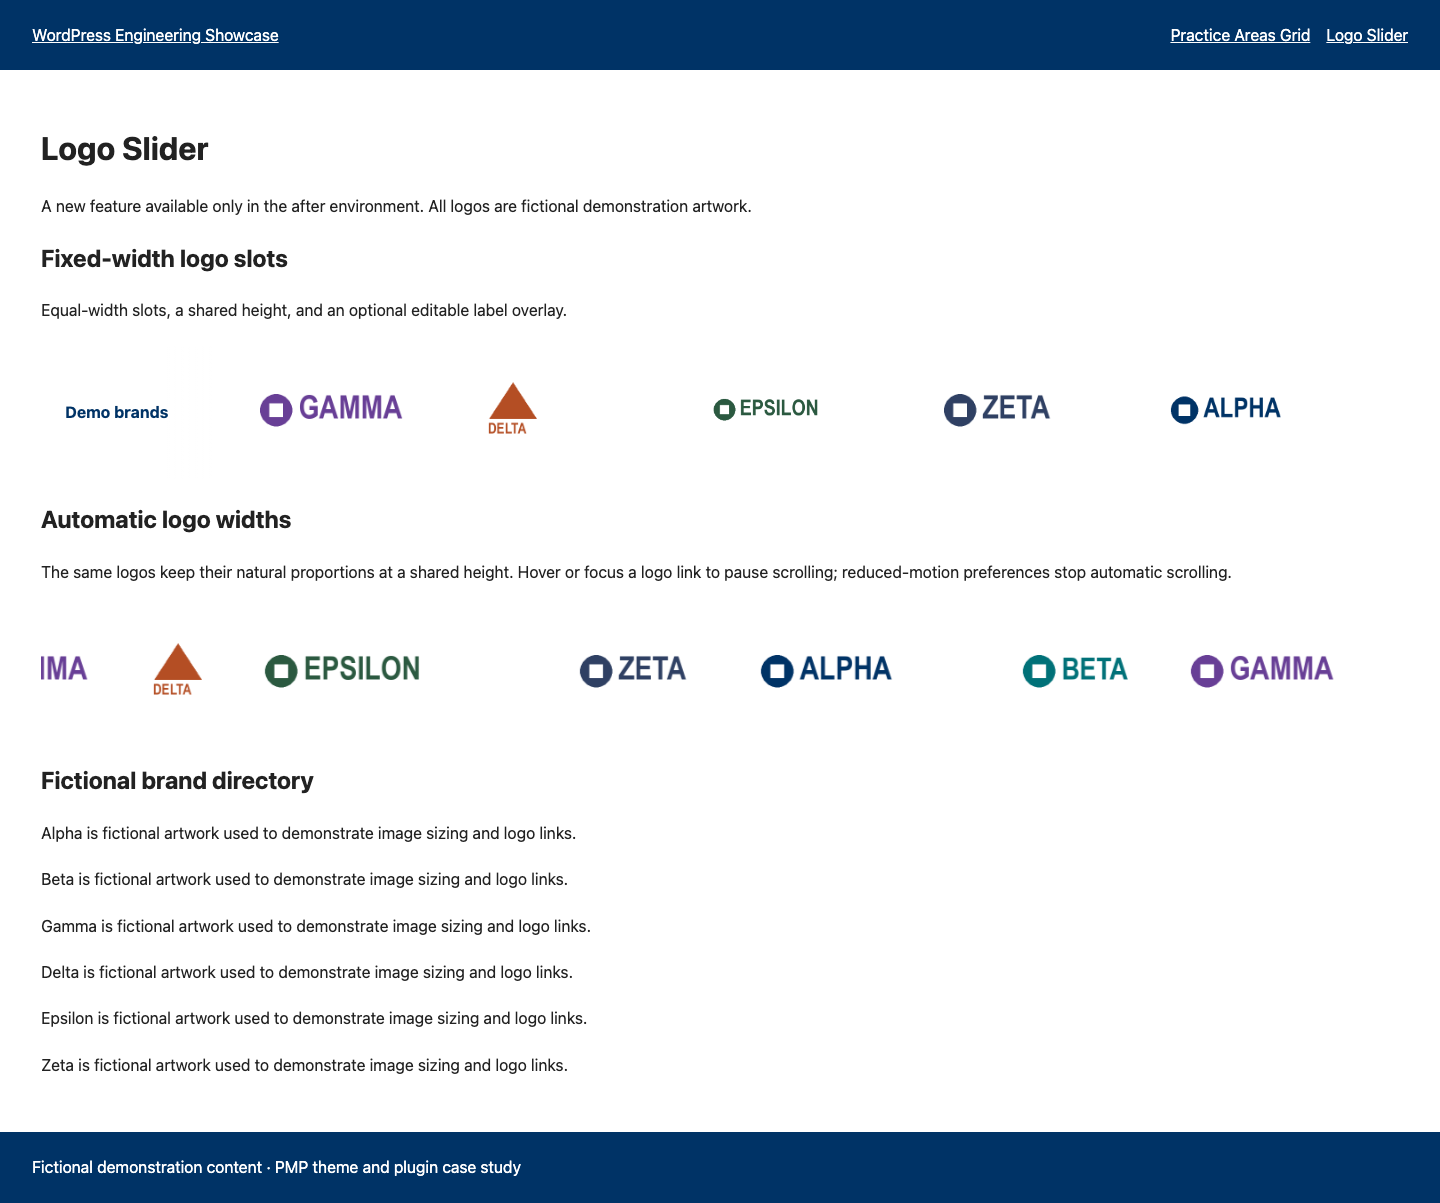 WordPress Engineering Showcase
Practice Areas Grid
Logo Slider
Logo Slider
A new feature available only in the after environment. All logos are fictional demonstration artwork.
Fixed-width logo slots
Equal-width slots, a shared height, and an optional editable label overlay.
Demo brands
GAMMA
DELTA
EPSILON
ZETA
ALPHA
Automatic logo widths
The same logos keep their natural proportions at a shared height. Hover or focus a logo link to pause scrolling; reduced-motion preferences stop automatic scrolling.
MA
DELTA
EPSILON
ZETA
ALPHA
BETA
GAMMA
Fictional brand directory
Alpha is fictional artwork used to demonstrate image sizing and logo links.
Beta is fictional artwork used to demonstrate image sizing and logo links.
Gamma is fictional artwork used to demonstrate image sizing and logo links.
Delta is fictional artwork used to demonstrate image sizing and logo links.
Epsilon is fictional artwork used to demonstrate image sizing and logo links.
Zeta is fictional artwork used to demonstrate image sizing and logo links.
Fictional demonstration content · PMP theme and plugin case study